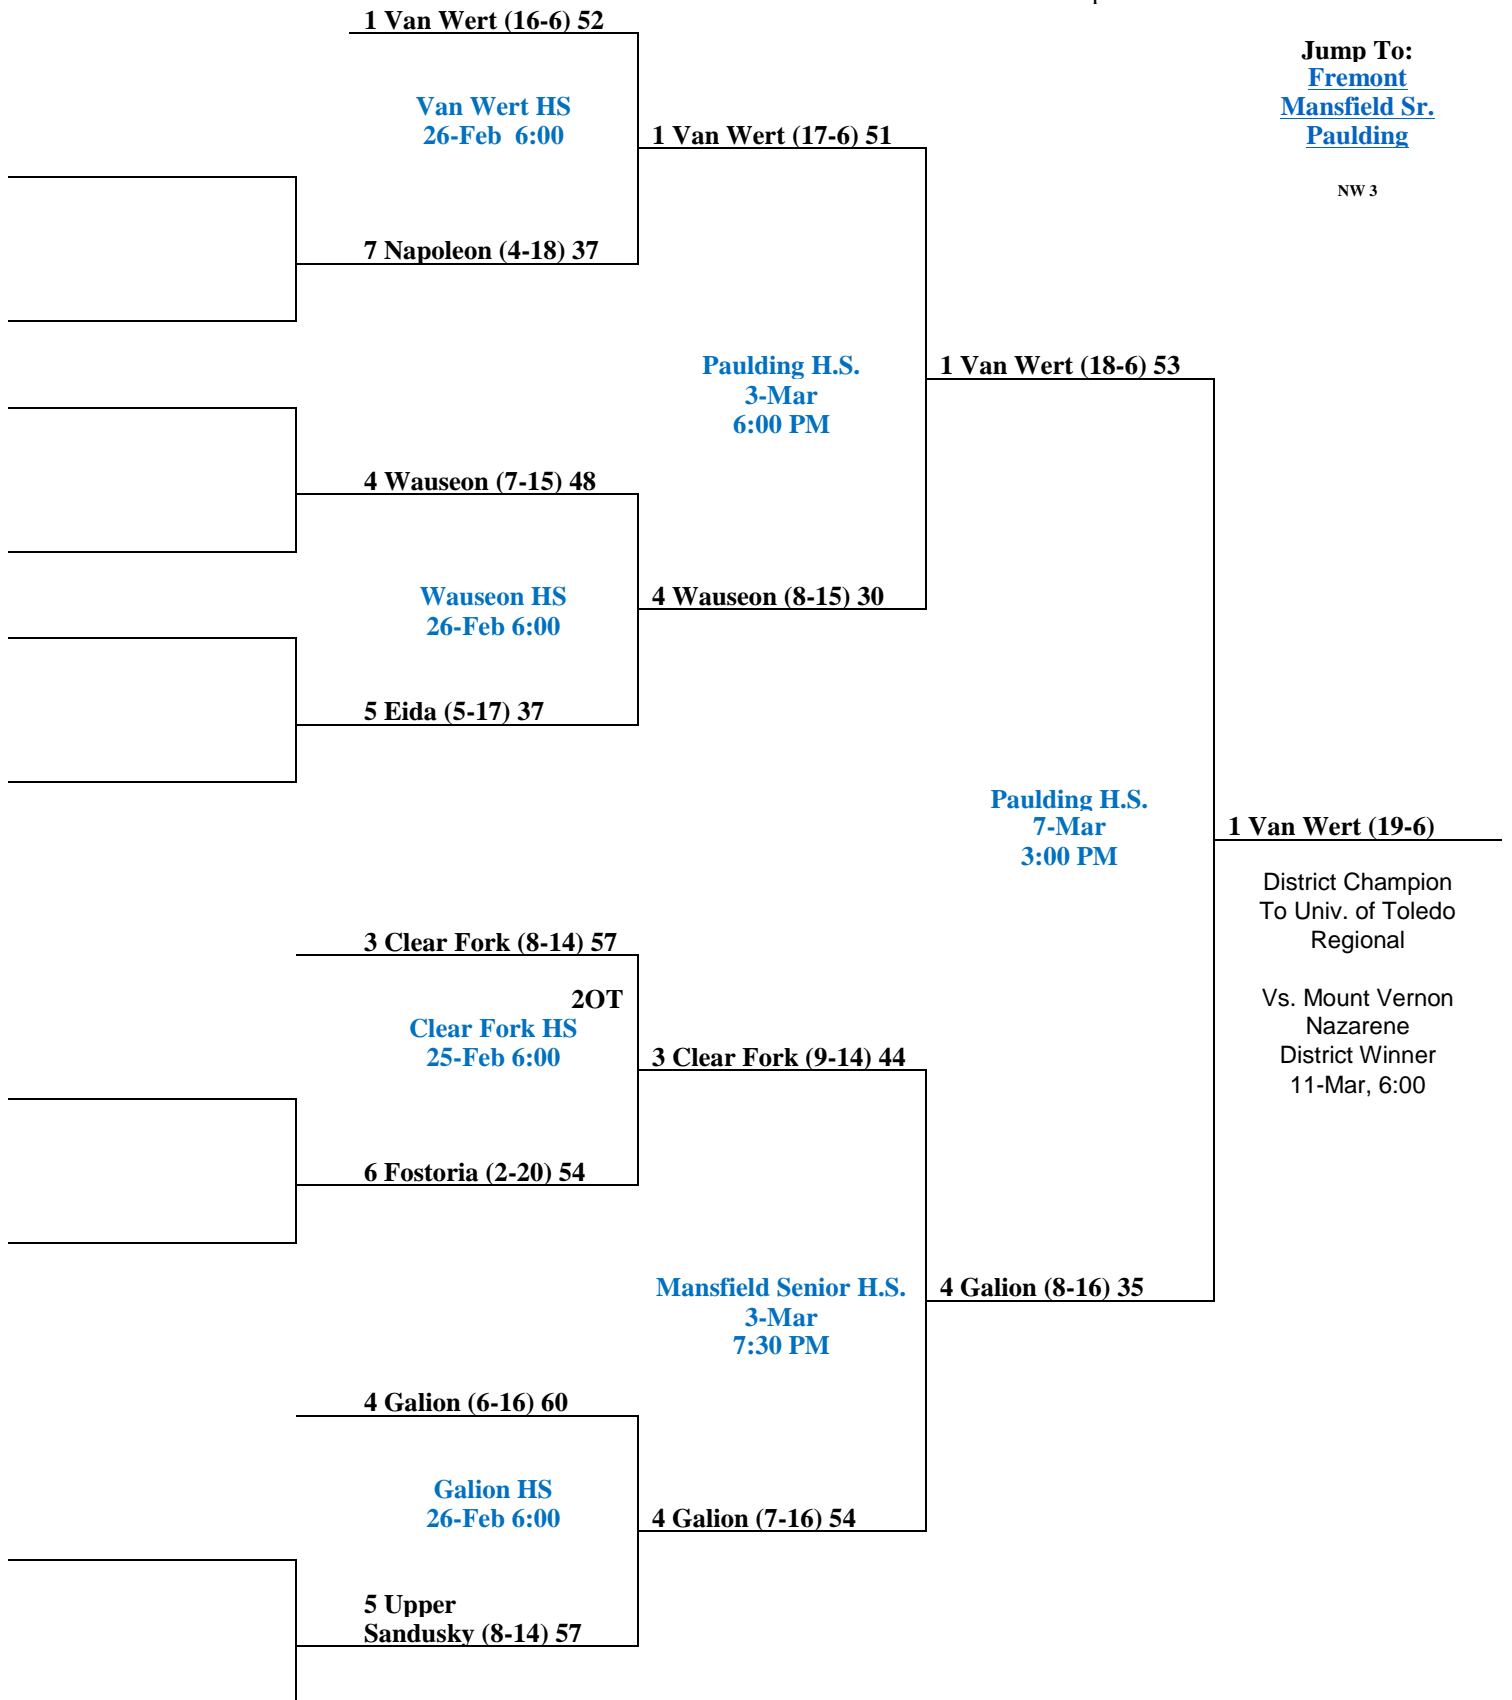 1 Van Wert (16-6) 52
Jump To:
Fremont
Mansfield Sr.
Paulding
NW 3
Van Wert HS
26-Feb 6:00
1 Van Wert (17-6) 51
7 Napoleon (4-18) 37
Paulding H.S.
3-Mar
6:00 PM
1 Van Wert (18-6) 53
4 Wauseon (7-15) 48
Wauseon HS
26-Feb 6:00
4 Wauseon (8-15) 30
5 Eida (5-17) 37
Paulding H.S.
7-Mar
3:00 PM
1 Van Wert (19-6)
District Champion
To Univ. of Toledo
Regional
Vs. Mount Vernon
Nazarene
District Winner
11-Mar, 6:00
3 Clear Fork (8-14) 57
2OT
Clear Fork HS
25-Feb 6:00
3 Clear Fork (9-14) 44
6 Fostoria (2-20) 54
Mansfield Senior H.S.
3-Mar
7:30 PM
4 Galion (8-16) 35
4 Galion (6-16) 60
Galion HS
26-Feb 6:00
4 Galion (7-16) 54
5 Upper
Sandusky (8-14) 57